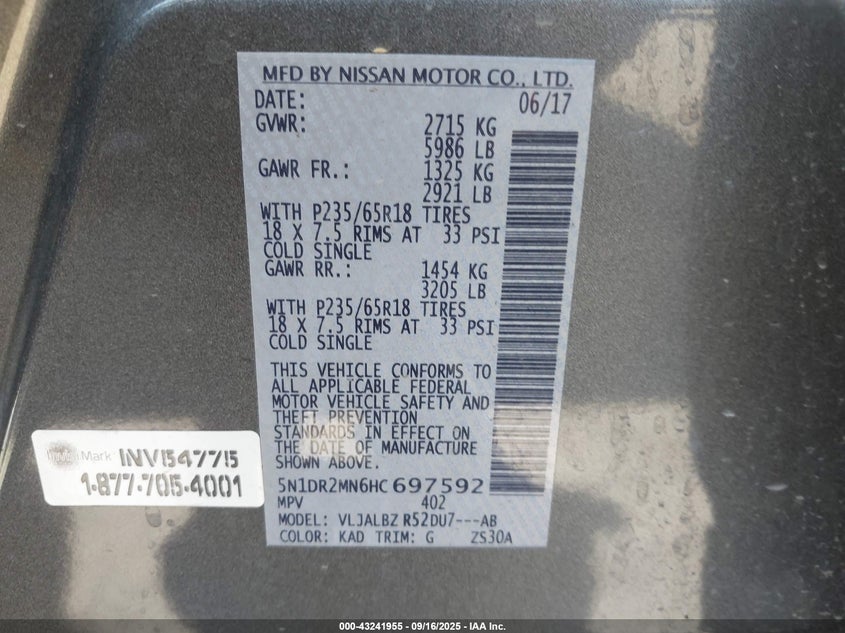 MFD BY NISSAN MOTOR CO., LTD.
DATE: 06/17
GVWR: 2715 KG
5986 LB
GAWR FR.: 1325 KG
2921 LB
WITH P235/65R18 TIRES
18 X 7.5 RIMS AT 33 PSI
COLD SINGLE
GAWR RR.: 1454 KG
3205 LB
WITH P235/65R18 TIRES
18 X 7.5 RIMS AT 33 PSI
COLD SINGLE
THIS VEHICLE CONFORMS TO
ALL APPLICABLE FEDERAL
MOTOR VEHICLE SAFETY AND
THEFT PREVENTION
STANDARDS IN EFFECT ON
THE DATE OF MANUFACTURE
SHOWN ABOVE.
5N1DR2MN6HC697592
MPV 402
MODEL: VLJALBZ R52DU7---AB
COLOR: KAD TRIM: G ZS30A
Mark INV154775
1-877-705-4001
000-43241955 - 09/16/2025 - IAA Inc.